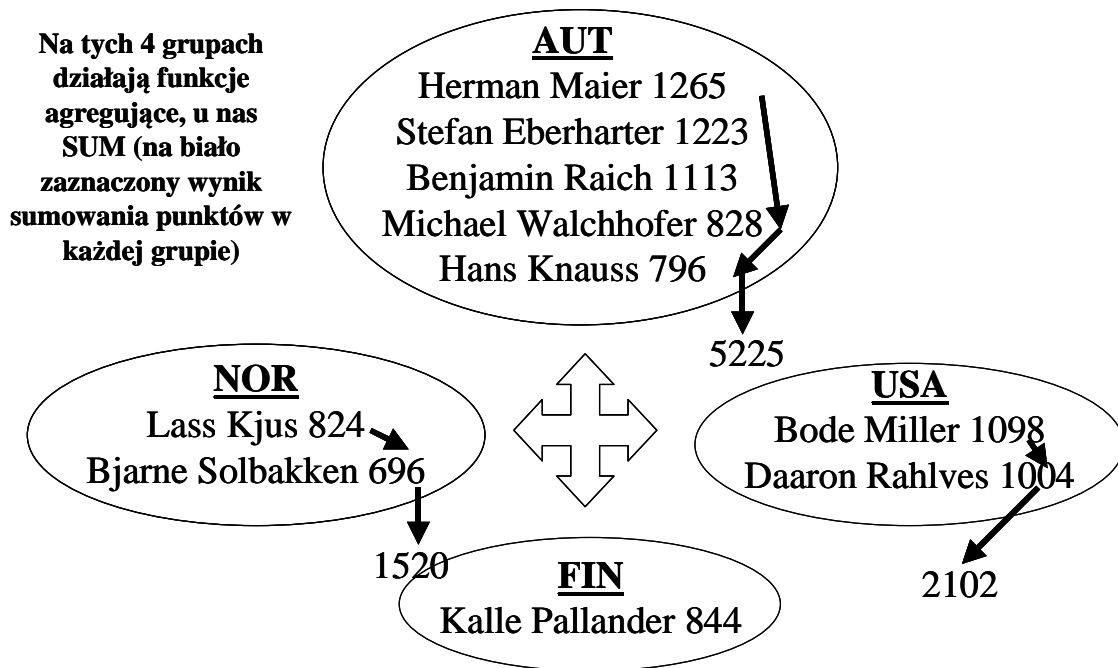 Na tych 4 grupach
działają funkcje
agregujące, u nas
SUM (na biało
zaznaczony wynik
sumowania punktów w
każdej grupie)
AUT
Herman Maier 1265
Stefan Eberharter 1223
Benjamin Raich 1113
Michael Walchhofer 828
Hans Knauss 796
5225
NOR
Lass Kjus 824
Bjarne Solbakken 696
1520
USA
Bode Miller 1098
Daaron Rahlves 1004
2102
FIN
Kalle Pallander 844